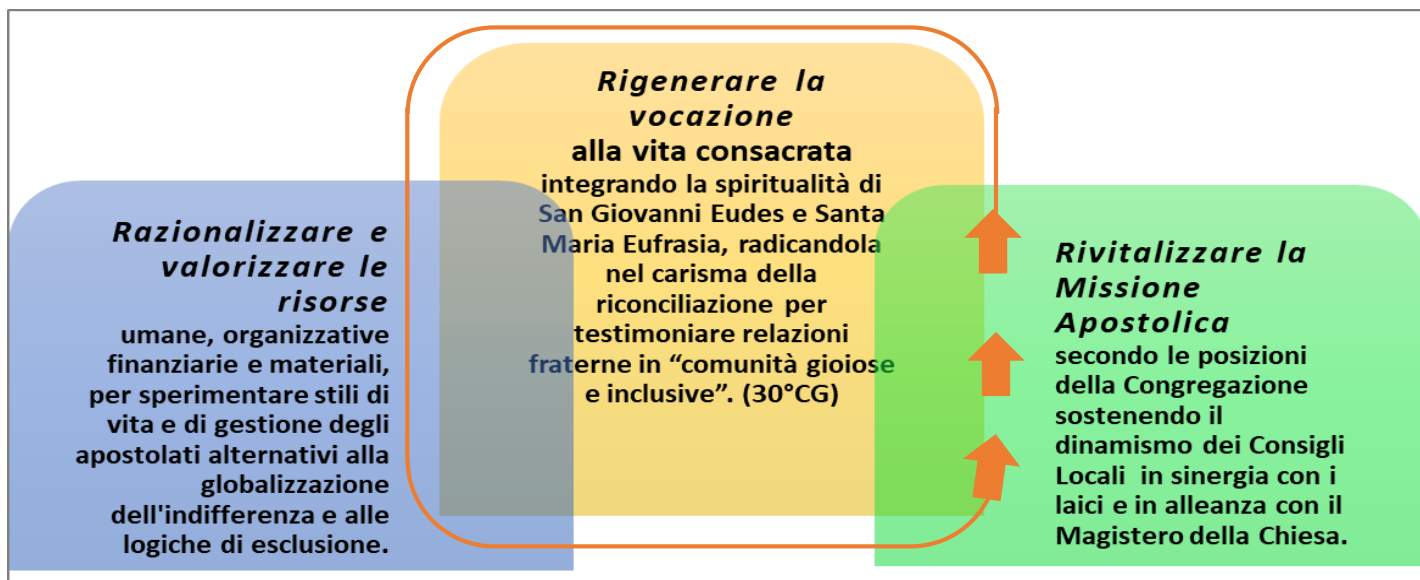 Razionalizzare e
valorizzare le
risorse
umane, organizzative
finanziarie e materiali,
per sperimentare stili di
vita e di gestione degli
apostolati alternativi alla
globalizzazione
dell'indifferenza e alle
logiche di esclusione.
Rigenerare la
vocazione
alla vita consacrata
integrando la spiritualità di
San Giovanni Eudes e Santa
Maria Eufrasia, radicandola
nel carisma della
riconciliazione per
testimoniare relazioni
fraterne in “comunità gioiose
e inclusive”. (30°CG)
Rivitalizzare la
Missione
Apostolica
secondo le posizioni
della Congregazione
sostenendo il
dinamismo dei Consigli
Locali in sinergia con i
laici e in alleanza con il
Magistero della Chiesa.